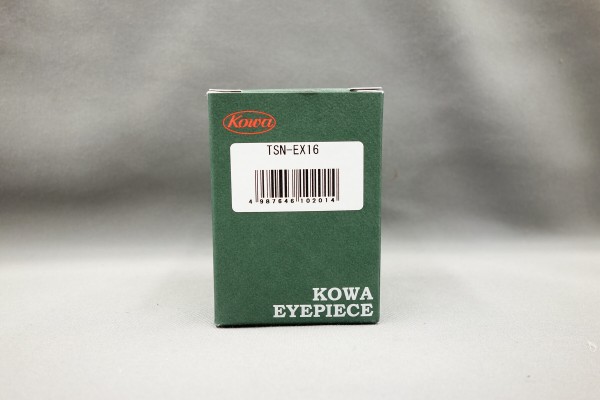 Kowa
TSN-EX16
4 987646 102014
KOWA
EYEPIECE